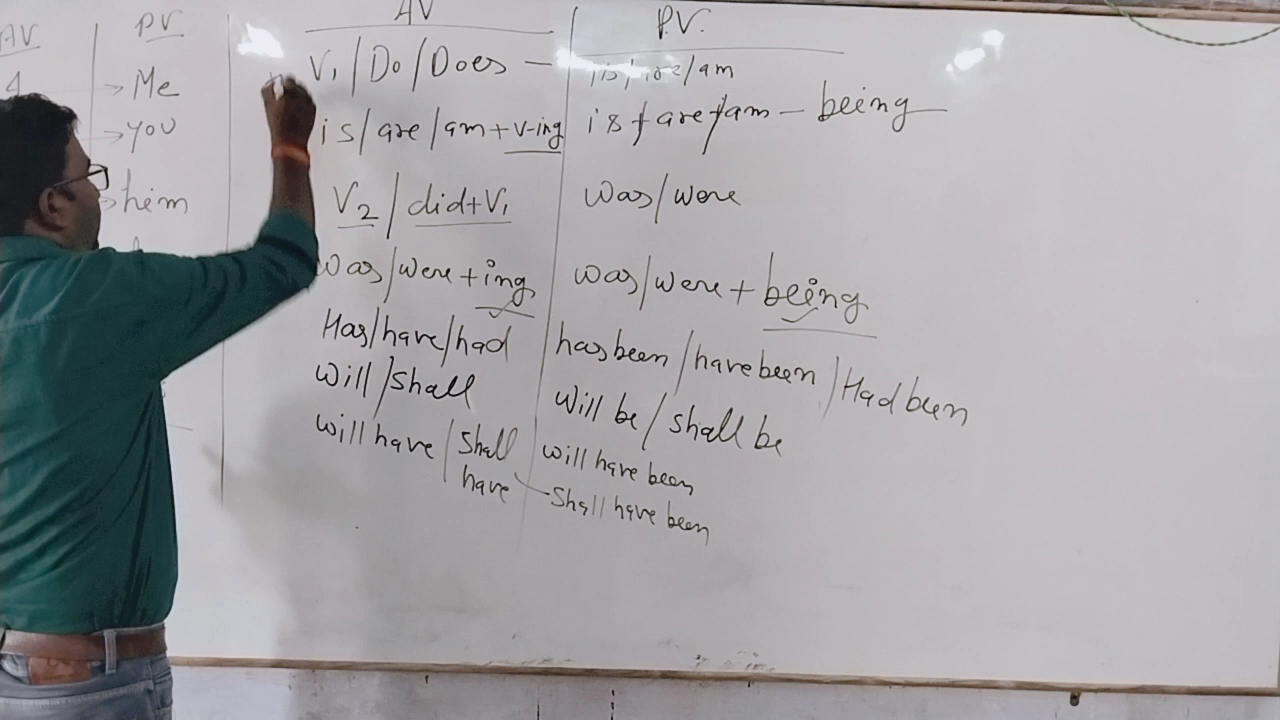 AV
PV
Me
you
him
AV
P.V.
V₁ / Do / Does — is / are / am
is / are / am + V-ing
is / are / am — being
V₂ / did + V₁
was / were
was / were + ing
was / were + being
Has / have / had
has been / have been / Had been
will / shall
will be / shall be
will have / shall have
will have been
shall have been